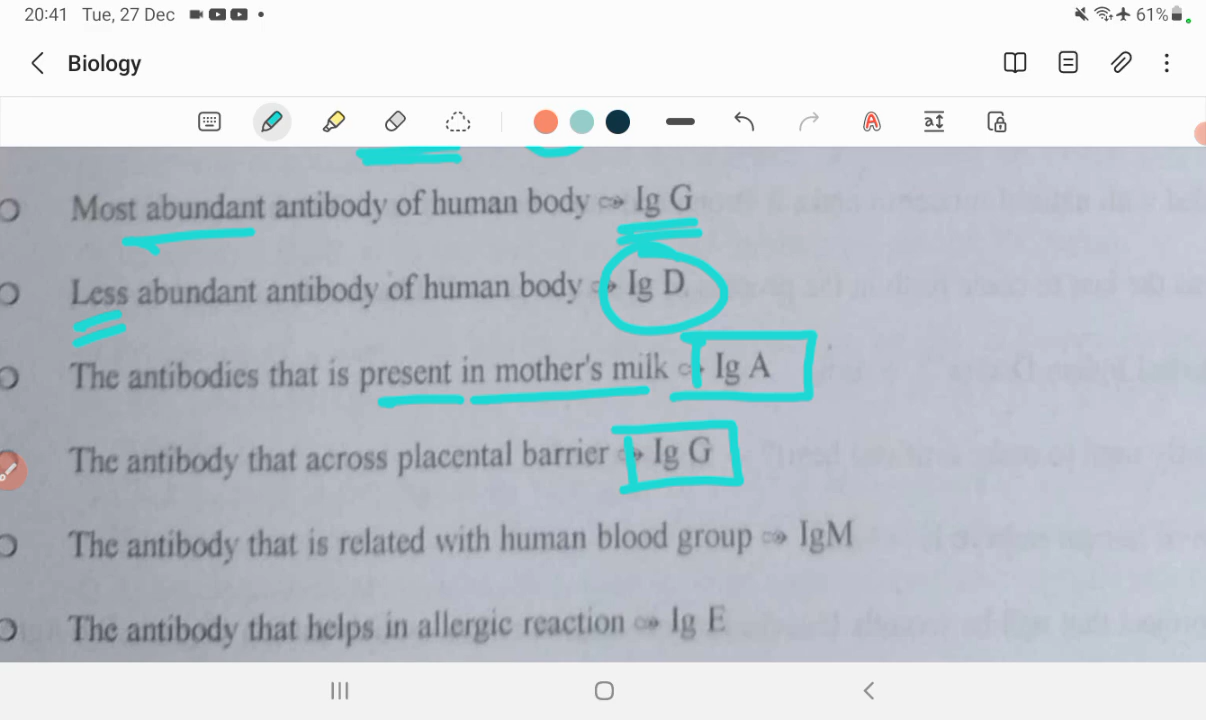 20:41 Tue, 27 Dec 61%
Biology
Most abundant antibody of human body ⇨ Ig G
Less abundant antibody of human body ⇨ Ig D
The antibodies that is present in mother's milk ⇨ Ig A
The antibody that across placental barrier ⇨ Ig G
The antibody that is related with human blood group ⇨ IgM
The antibody that helps in allergic reaction ⇨ Ig E